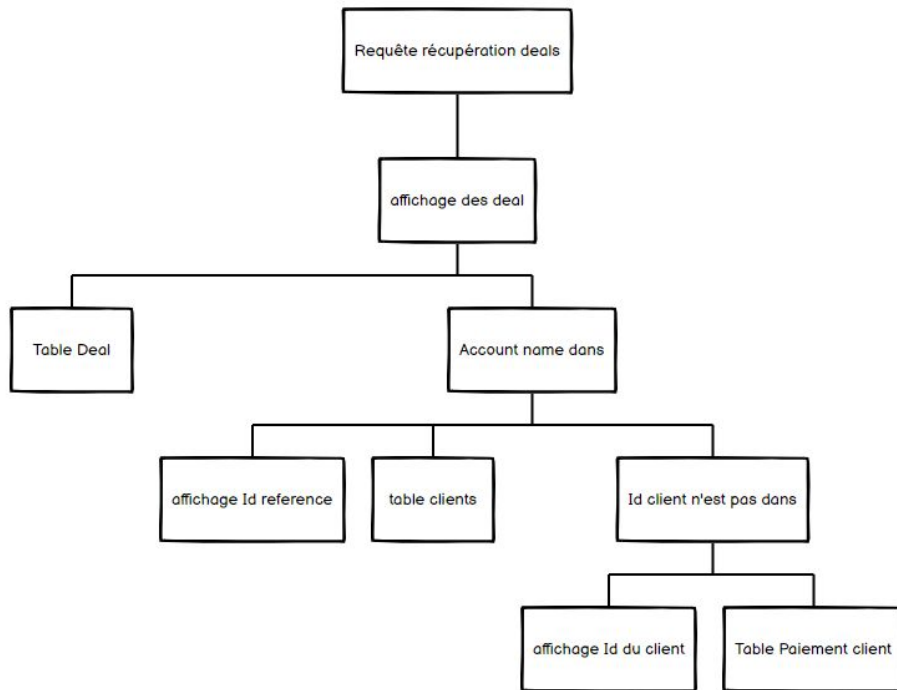 Requête récupération deals
affichage des deal
Table Deal
Account name dans
affichage Id reference
table clients
Id client n'est pas dans
affichage Id du client
Table Paiement client